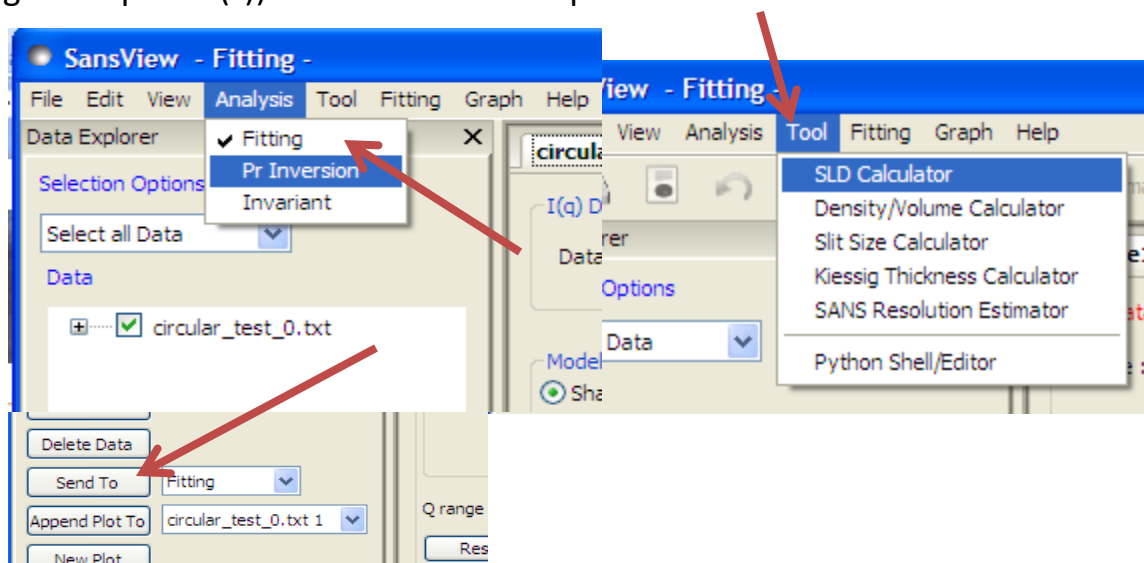 SansView - Fitting -
File Edit View Analysis Tool Fitting Graph Help
Data Explorer
Fitting
Pr Inversion
Invariant
Selection Options
Select all Data
Data
circular_test_0.txt
I(q)
Data
Delete Data
Send To Fitting
Append Plot To circular_test_0.txt 1
New Plot
Q range
- Fitting -
View Analysis Tool Fitting Graph Help
SLD Calculator
Density/Volume Calculator
Slit Size Calculator
Kiessig Thickness Calculator
SANS Resolution Estimator
Python Shell/Editor
Options
Data
Model